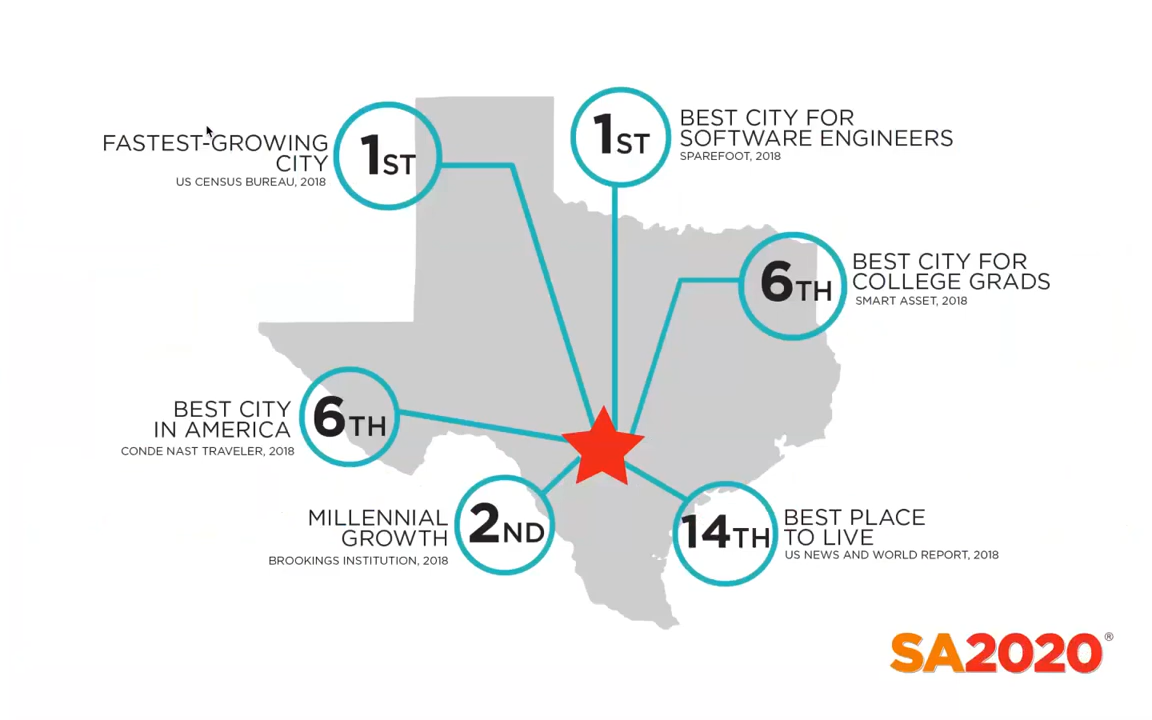 1ST
FASTEST-GROWING
CITY
US CENSUS BUREAU, 2018
1ST
BEST CITY FOR
SOFTWARE ENGINEERS
SPAREFOOT, 2018
6TH
BEST CITY FOR
COLLEGE GRADS
SMART ASSET, 2018
6TH
BEST CITY
IN AMERICA
CONDE NAST TRAVELER, 2018
2ND
MILLENNIAL
GROWTH
BROOKINGS INSTITUTION, 2018
14TH
BEST PLACE
TO LIVE
US NEWS AND WORLD REPORT, 2018
SA2020®